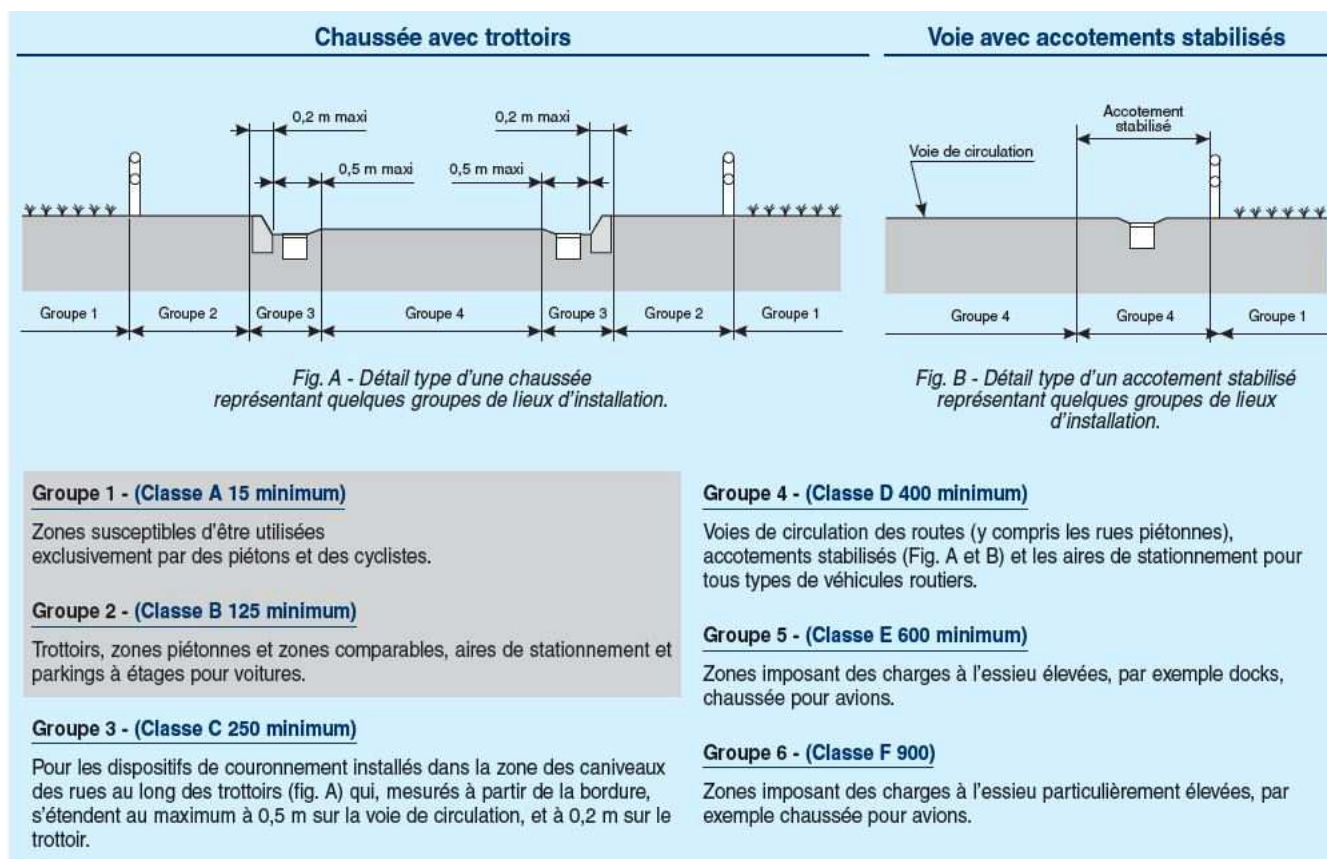 Chaussée avec trottoirs
Voie avec accotements stabilisés
0,2 m maxi
0,2 m maxi
0,5 m maxi
0,5 m maxi
Groupe 1
Groupe 2
Groupe 3
Groupe 4
Groupe 3
Groupe 2
Groupe 1
Fig. A - Détail type d'une chaussée
représentant quelques groupes de lieux d'installation.
Accotement
stabilisé
Voie de circulation
Groupe 4
Groupe 4
Groupe 1
Fig. B - Détail type d'un accotement stabilisé
représentant quelques groupes de lieux
d'installation.
Groupe 1 - (Classe A 15 minimum)
Zones susceptibles d'être utilisées
exclusivement par des piétons et des cyclistes.
Groupe 2 - (Classe B 125 minimum)
Trottoirs, zones piétonnes et zones comparables, aires de stationnement et
parkings à étages pour voitures.
Groupe 3 - (Classe C 250 minimum)
Pour les dispositifs de couronnement installés dans la zone des caniveaux
des rues au long des trottoirs (fig. A) qui, mesurés à partir de la bordure,
s'étendent au maximum à 0,5 m sur la voie de circulation, et à 0,2 m sur le
trottoir.
Groupe 4 - (Classe D 400 minimum)
Voies de circulation des routes (y compris les rues piétonnes),
accotements stabilisés (Fig. A et B) et les aires de stationnement pour
tous types de véhicules routiers.
Groupe 5 - (Classe E 600 minimum)
Zones imposant des charges à l'essieu élevées, par exemple docks,
chaussée pour avions.
Groupe 6 - (Classe F 900)
Zones imposant des charges à l'essieu particulièrement élevées, par
exemple chaussée pour avions.